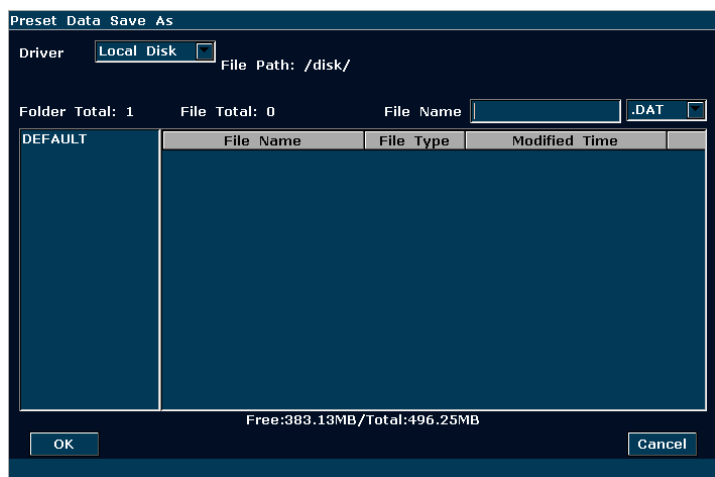 Preset Data Save As
Driver Local Disk
File Path: /disk/
Folder Total: 1 File Total: 0 File Name .DAT
DEFAULT File Name File Type Modified Time
Free:383.13MB/Total:496.25MB
OK Cancel